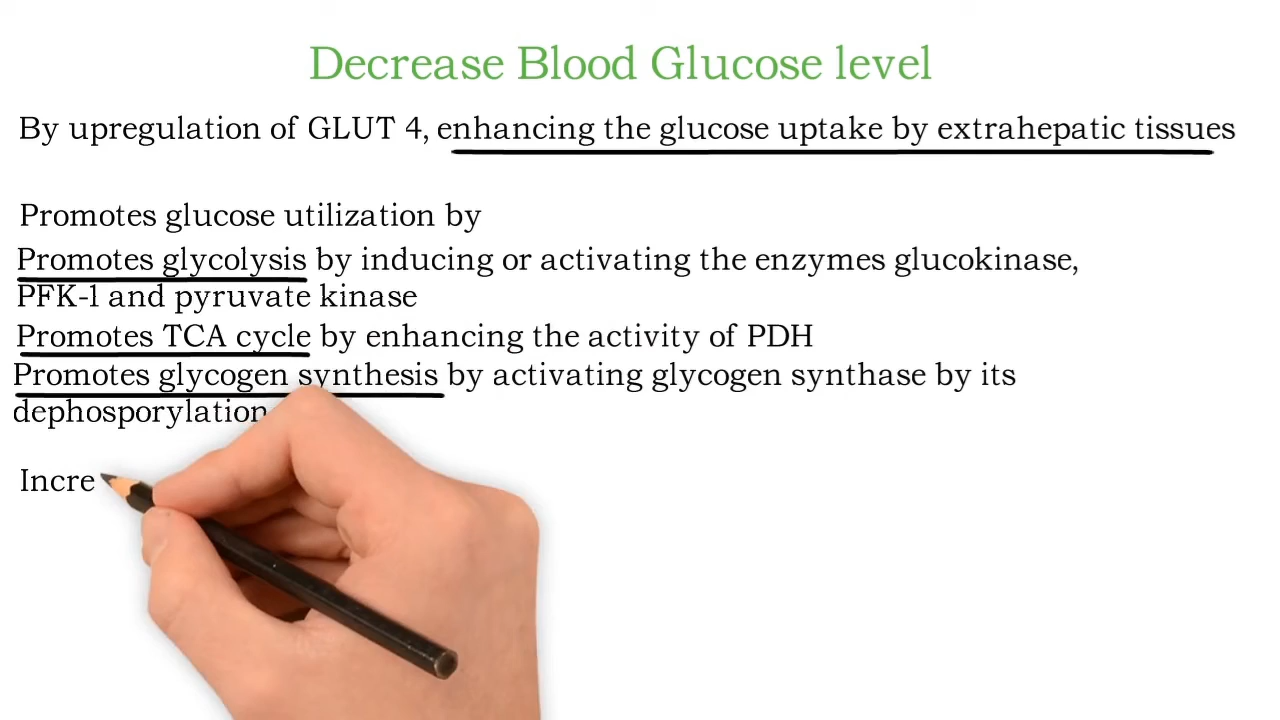 Decrease Blood Glucose level
By upregulation of GLUT 4, enhancing the glucose uptake by extrahepatic tissues
Promotes glucose utilization by
Promotes glycolysis by inducing or activating the enzymes glucokinase,
PFK-l and pyruvate kinase
Promotes TCA cycle by enhancing the activity of PDH
Promotes glycogen synthesis by activating glycogen synthase by its
dephosporylation
Incre